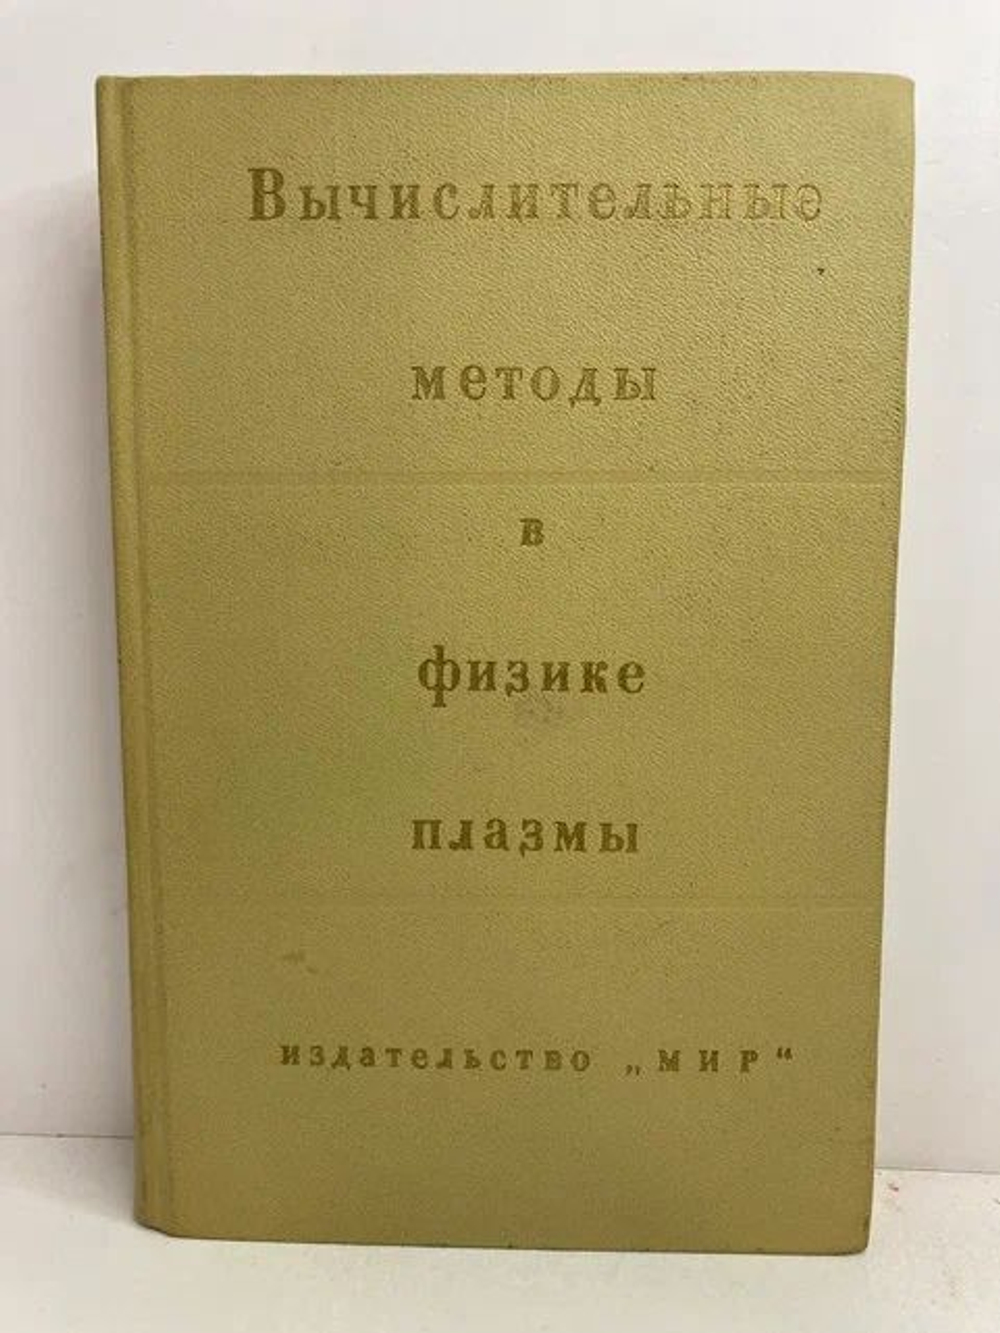 Вычислительные
методы
в
физике
плазмы
издательство „МИР“